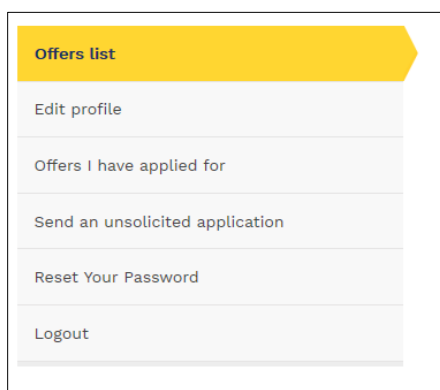 Offers list
Edit profile
Offers I have applied for
Send an unsolicited application
Reset Your Password
Logout